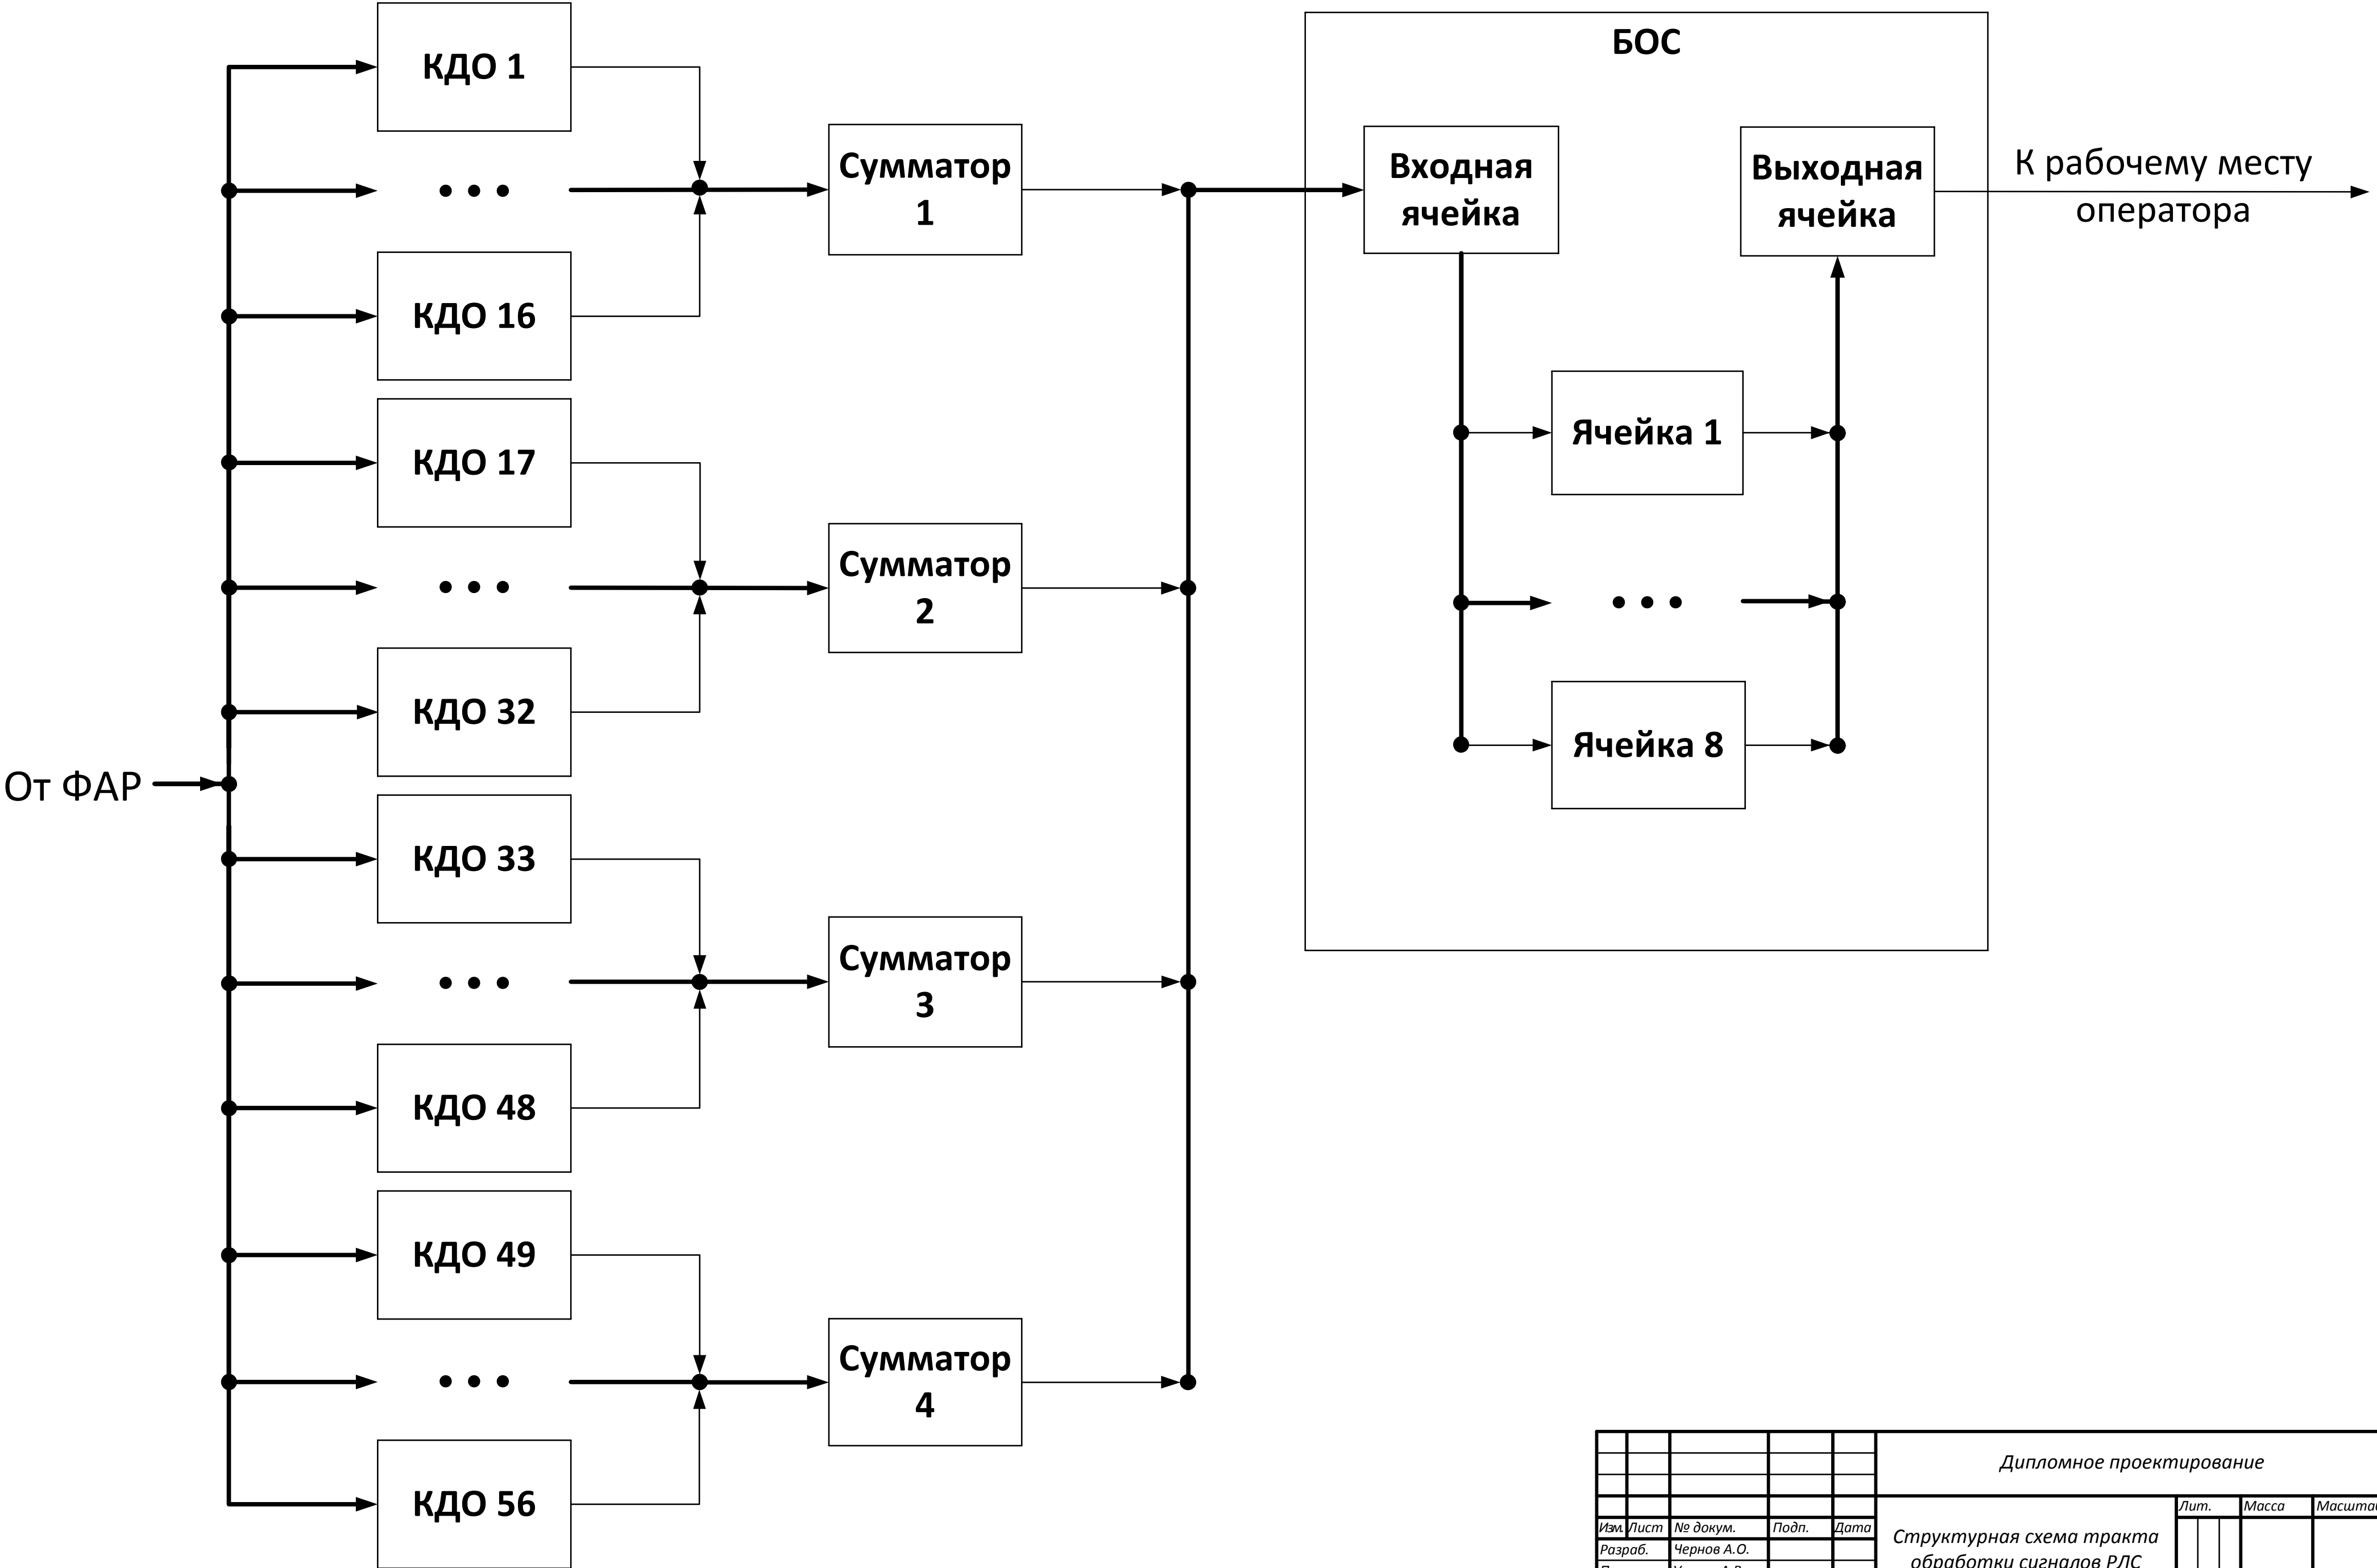 КДО 1
КДО 16
КДО 17
КДО 32
От ФАР
КДО 33
КДО 48
КДО 49
КДО 56
Сумматор
1
Сумматор
2
Сумматор
3
Сумматор
4
БОС
Входная
ячейка
Выходная
ячейка
Ячейка 1
Ячейка 8
К рабочему месту
оператора
Дипломное проектирование
Лит. Масса
Изм. Лист № докум. Подп. Дата
Разраб. Чернов А.О.
Структурная схема тракта
обработки сигналов РЛС